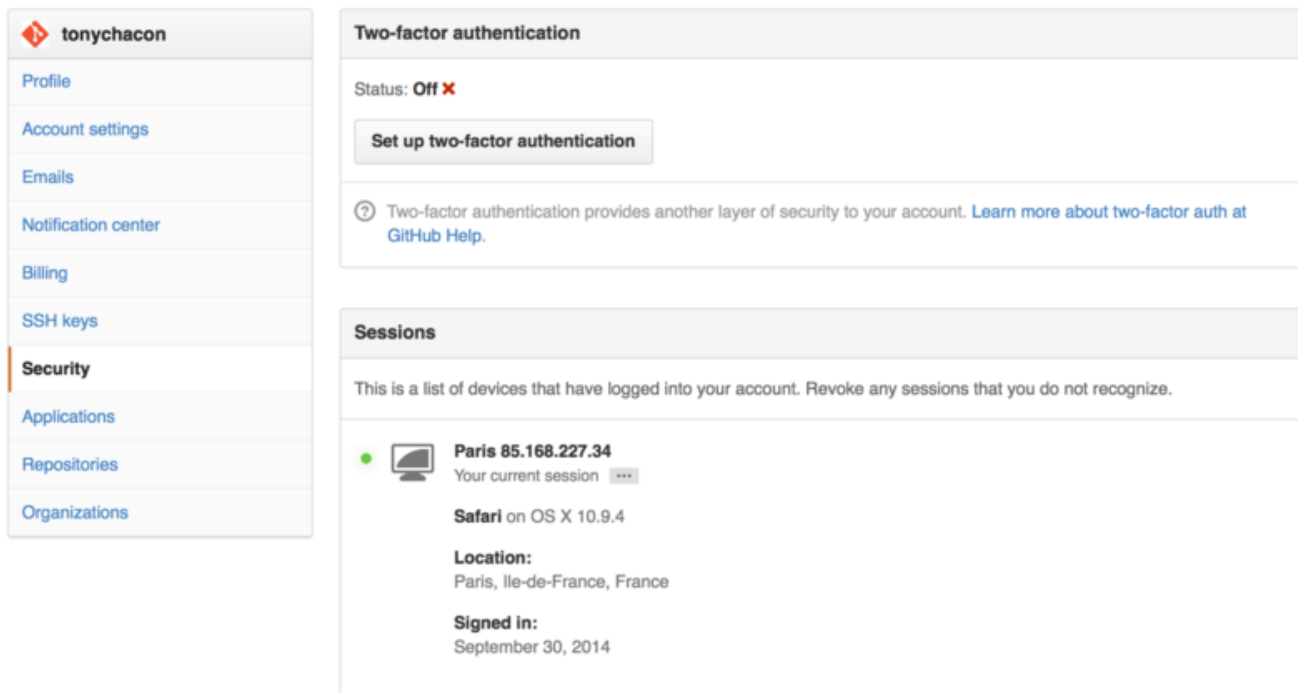 tonychacon
Profile
Account settings
Emails
Notification center
Billing
SSH keys
Security
Applications
Repositories
Organizations
Two-factor authentication
Status: Off
Set up two-factor authentication
Two-factor authentication provides another layer of security to your account. Learn more about two-factor auth at
GitHub Help.
Sessions
This is a list of devices that have logged into your account. Revoke any sessions that you do not recognize.
Paris 85.168.227.34
Your current session ···
Safari on OS X 10.9.4
Location:
Paris, Ile-de-France, France
Signed in:
September 30, 2014